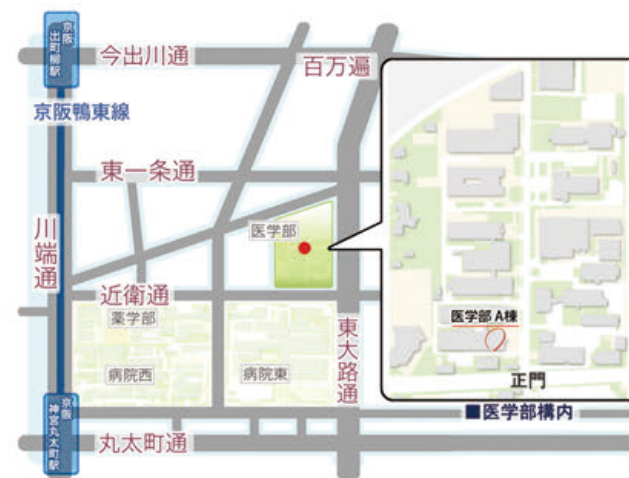 京阪
出町柳駅
今出川通
百万遍
京阪鴨東線
東一条通
川端通
医学部
近衛通
薬学部
東大路通
病院西
病院東
医学部 A棟
正門
■医学部構内
京阪
神宮丸太町駅
丸太町通